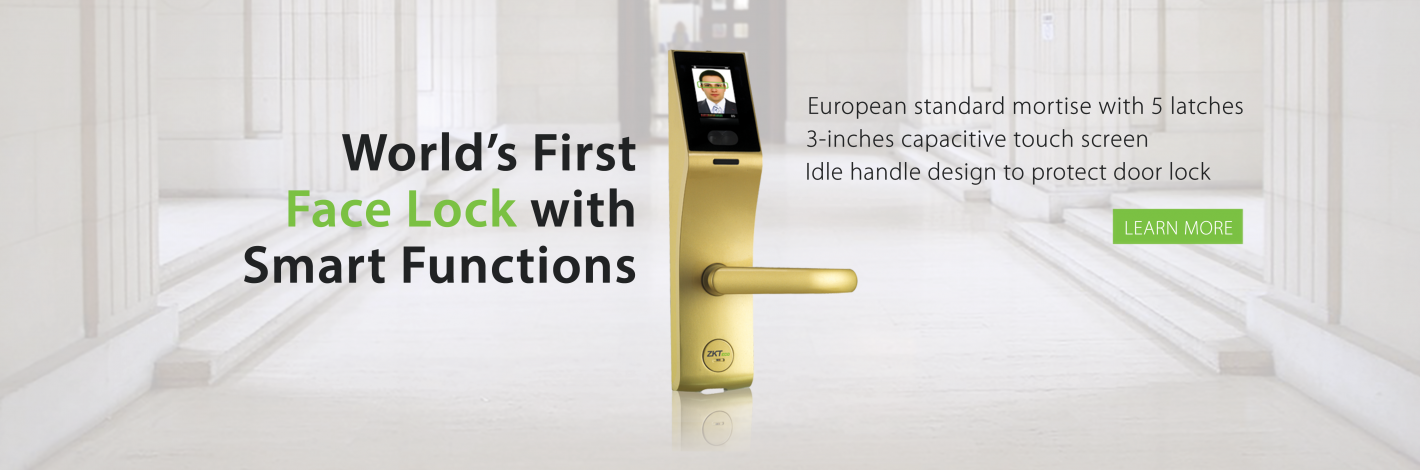 World's First
Face Lock with
Smart Functions
European standard mortise with 5 latches
3-inches capacitive touch screen
Idle handle design to protect door lock
LEARN MORE
ZKT